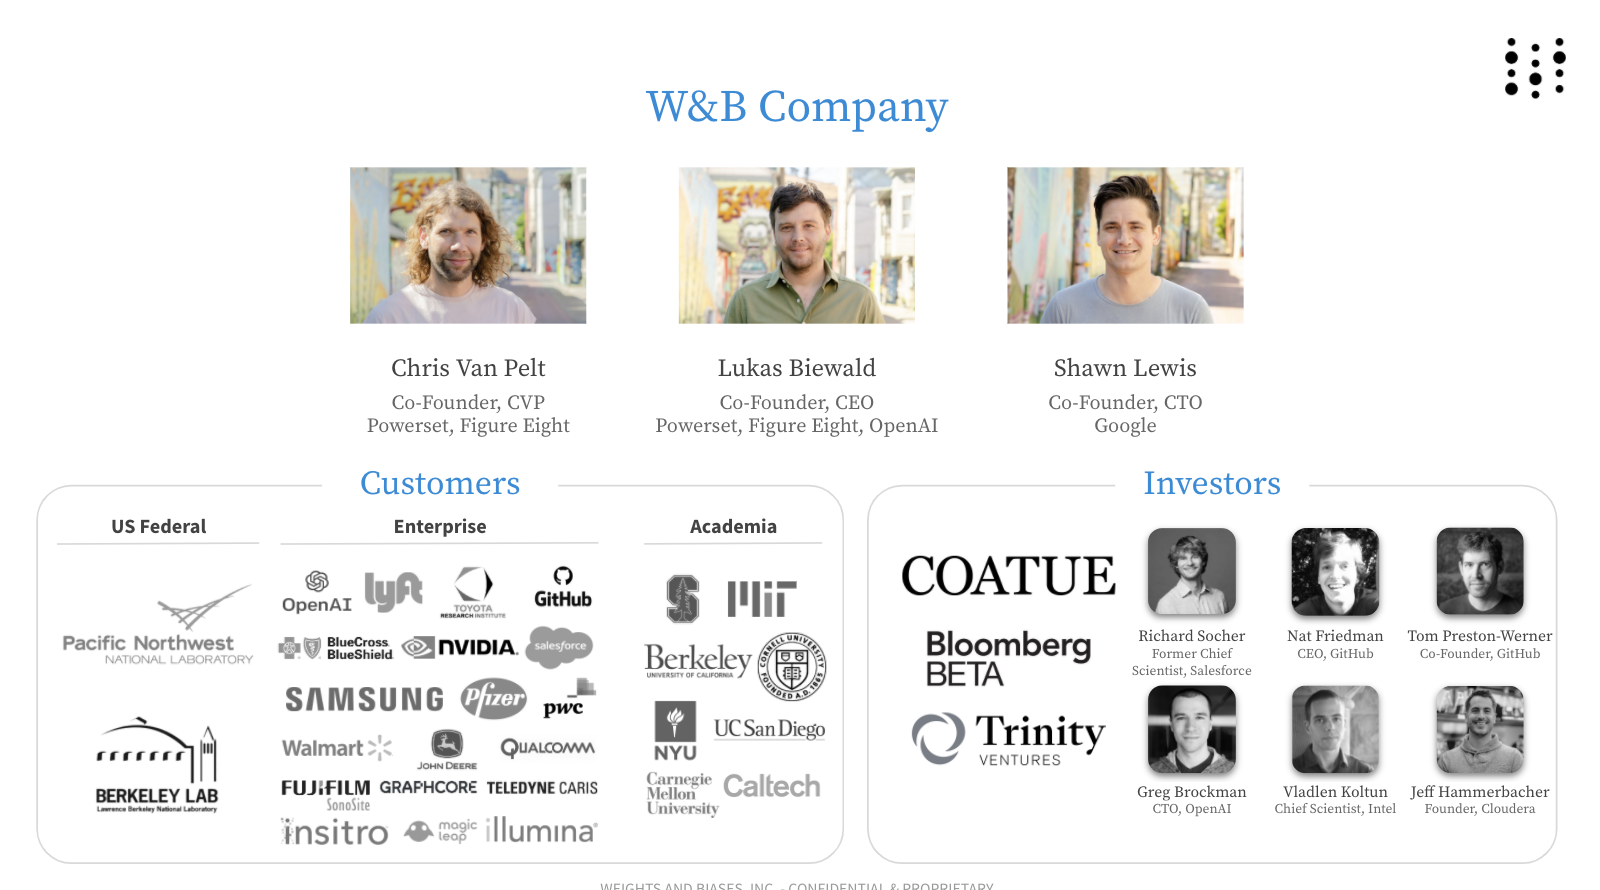 W&B Company
Chris Van Pelt
Co-Founder, CVP
Powerset, Figure Eight
Lukas Biewald
Co-Founder, CEO
Powerset, Figure Eight, OpenAI
Shawn Lewis
Co-Founder, CTO
Google
Customers
US Federal
Pacific Northwest
NATIONAL LABORATORY
BERKELEY LAB
Lawrence Berkeley National Laboratory
Enterprise
OpenAI
lyft
TOYOTA
RESEARCH INSTITUTE
GitHub
BlueCross
BlueShield
NVIDIA.
salesforce
SAMSUNG
Pfizer
pwc
Walmart
JOHN DEERE
QUALCOMM
FUJIFILM
SonoSite
GRAPHCORE
TELEDYNE CARIS
insitro
magic
leap
illumina®
Academia
S
MIT
Berkeley
UNIVERSITY OF CALIFORNIA
CORNELL UNIVERSITY
FOUNDED A.D. 1865
NYU
UC San Diego
Carnegie
Mellon
University
Caltech
Investors
COATUE
Bloomberg
BETA
Trinity
VENTURES
Richard Socher
Former Chief
Scientist, Salesforce
Nat Friedman
CEO, GitHub
Tom Preston-Werner
Co-Founder, GitHub
Greg Brockman
CTO, OpenAI
Vladlen Koltun
Chief Scientist, Intel
Jeff Hammerbacher
Founder, Cloudera
WEIGHTS AND BIASES, INC. - CONFIDENTIAL & PROPRIETARY